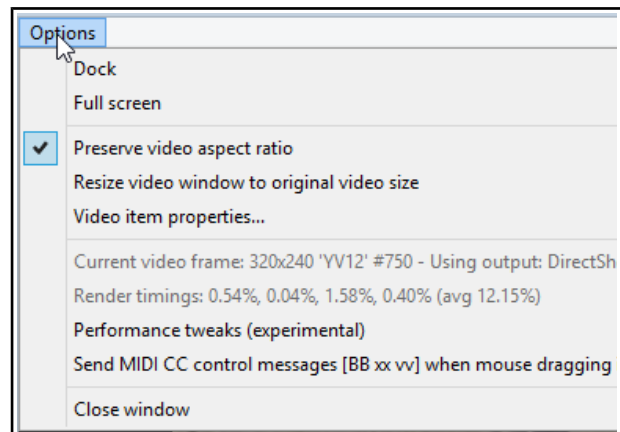 Options
Dock
Full screen
Preserve video aspect ratio
Resize video window to original video size
Video item properties...
Current video frame: 320x240 'YV12' #750 - Using output: DirectSh
Render timings: 0.54%, 0.04%, 1.58%, 0.40% (avg 12.15%)
Performance tweaks (experimental)
Send MIDI CC control messages [BB xx vv] when mouse dragging
Close window